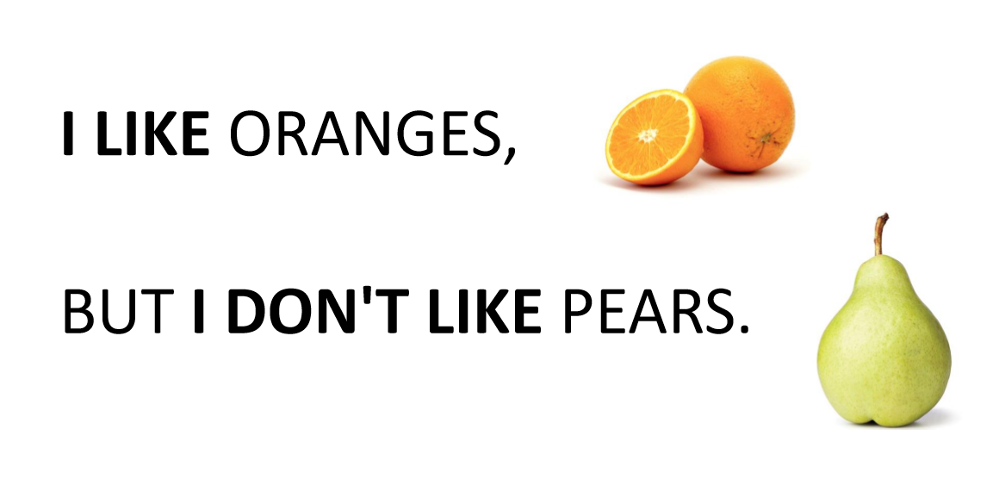 I LIKE ORANGES,
BUT I DON'T LIKE PEARS.